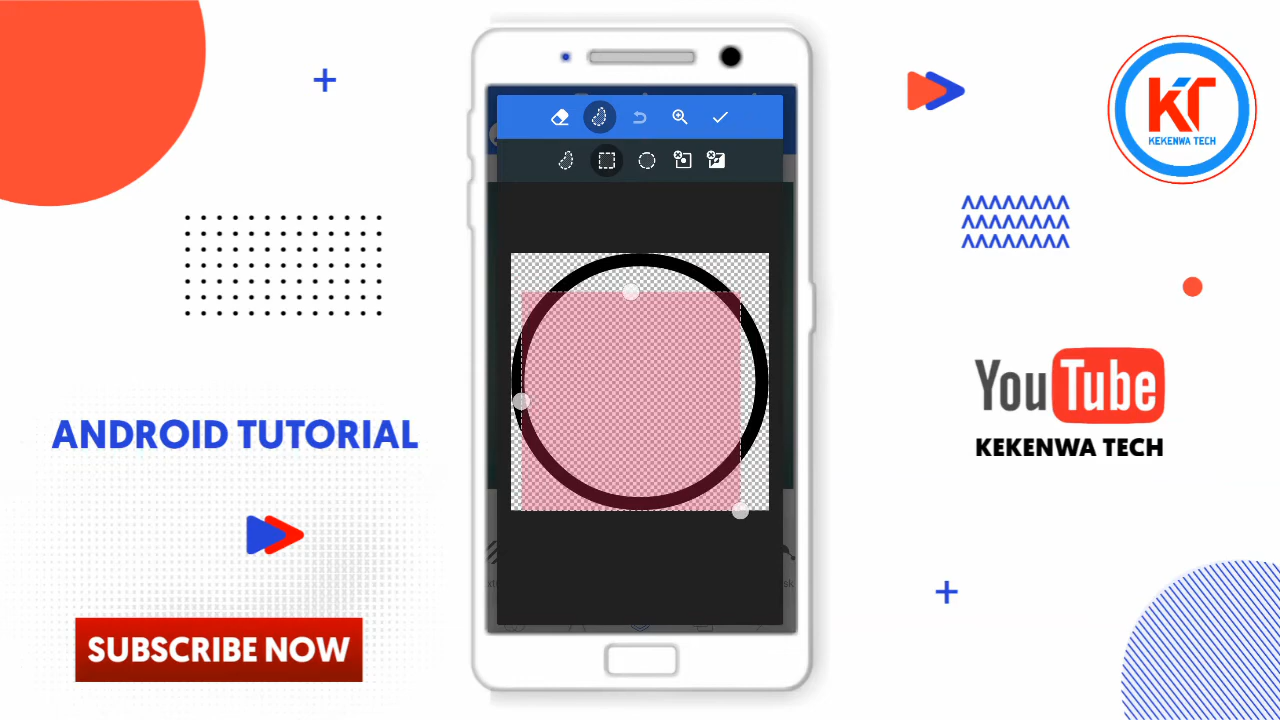 KT
KEKENWA TECH
ANDROID TUTORIAL
YouTube
KEKENWA TECH
SUBSCRIBE NOW